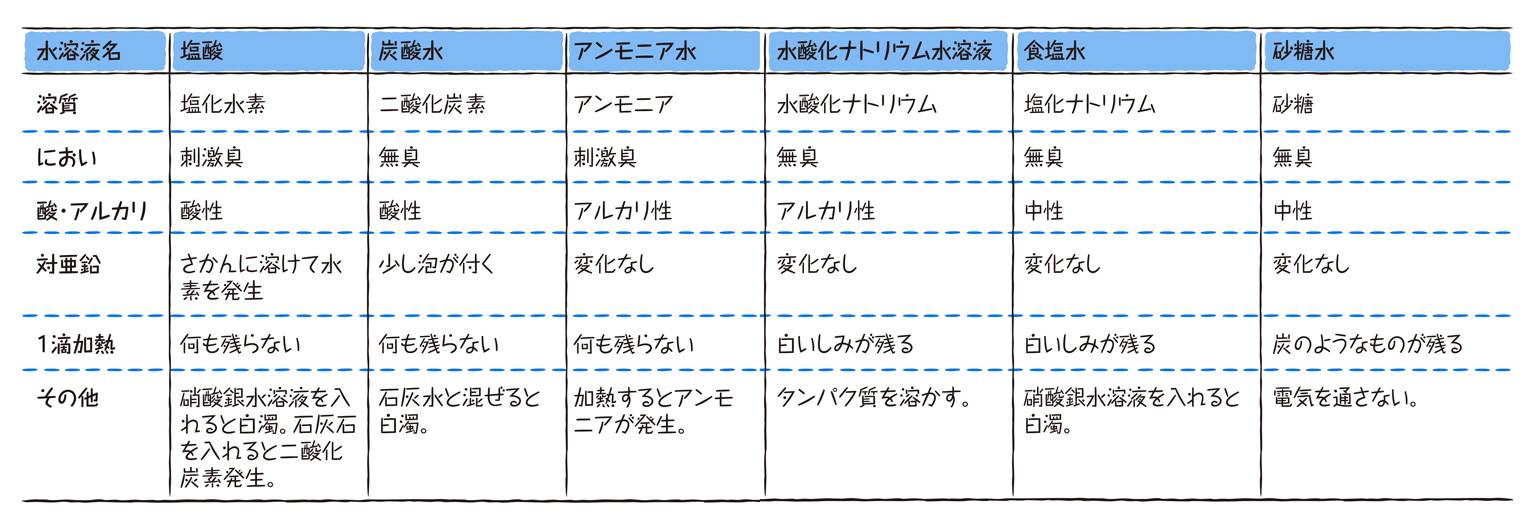 水溶液名 塩酸 炭酸水 アンモニア水 水酸化ナトリウム水溶液 食塩水 砂糖水
溶質 塩化水素 二酸化炭素 アンモニア 水酸化ナトリウム 塩化ナトリウム 砂糖
におい 刺激臭 無臭 刺激臭 無臭 無臭 無臭
酸・アルカリ 酸性 酸性 アルカリ性 アルカリ性 中性 中性
対亜鉛 さかんに溶けて水 少し泡が付く 変化なし 変化なし 変化なし 変化なし
素を発生
1滴加熱 何も残らない 何も残らない 何も残らない 白いしみが残る 白いしみが残る 炭のようなものが残る
その他 硝酸銀水溶液を入 石灰水と混ぜると 加熱するとアンモ タンパク質を溶かす。 硝酸銀水溶液を入れると 電気を通さない。
れると白濁。石灰石 白濁。 ニアが発生。 白濁。
を入れると二酸化
炭素発生。